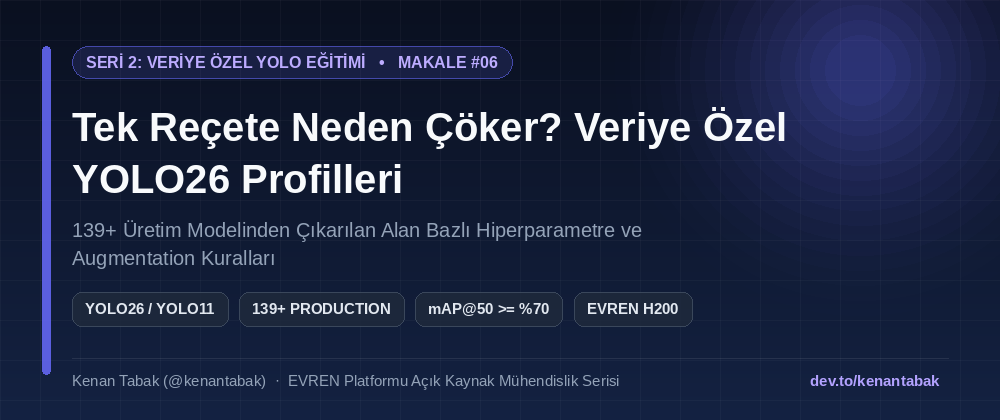 SERİ 2: VERİYE ÖZEL YOLO EĞİTİMİ • MAKALE #06
Tek Reçete Neden Çöker? Veriye Özel
YOLO26 Profilleri
139+ Üretim Modelinden Çıkarılan Alan Bazlı Hiperparametre ve
Augmentation Kuralları
YOLO26 / YOLO11 139+ PRODUCTION mAP@50 >= %70 EVREN H200
Kenan Tabak (@kenantabak) · EVREN Platformu Açık Kaynak Mühendislik Serisi dev.to/kenantabak